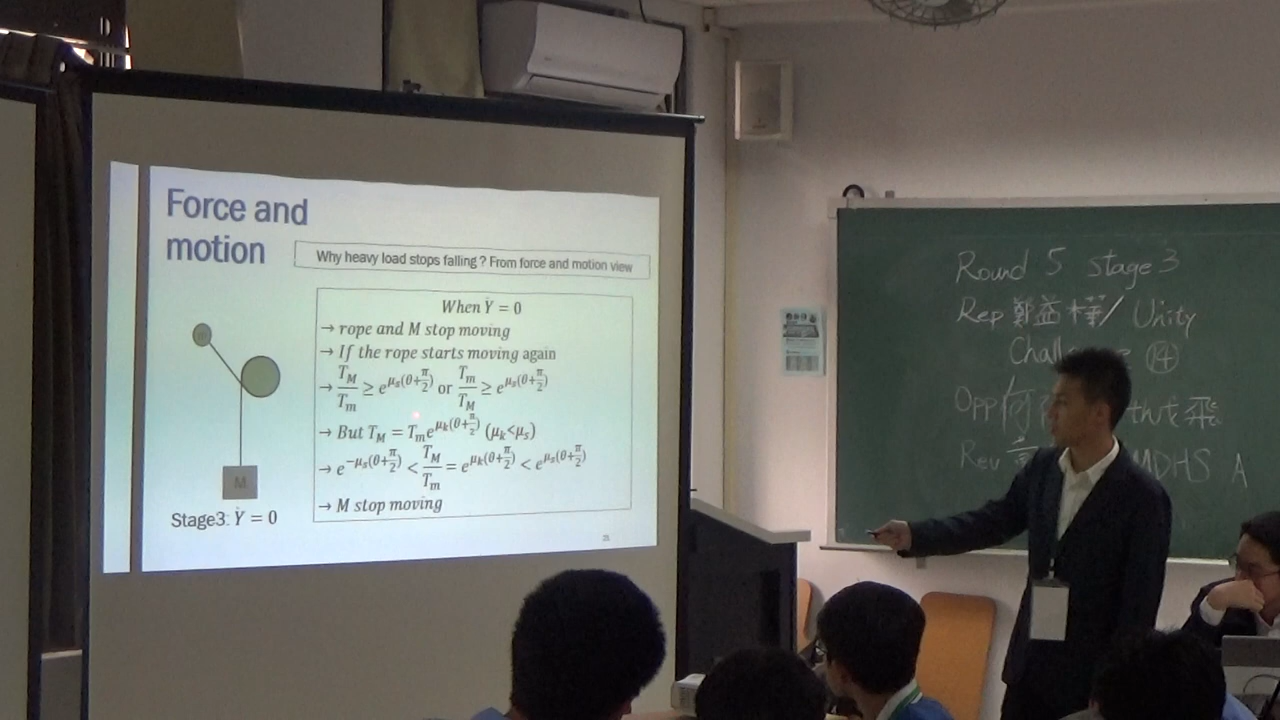 Force and
motion
Why heavy load stops falling ? From force and motion view
When Ẏ = 0
→ rope and M stop moving
→ If the rope starts moving again
→ T_M/T_m ≥ e^{μ_s(θ+π/2)} or T_m/T_M ≥ e^{μ_s(θ+π/2)}
→ But T_M = T_m e^{μ_k(θ+π/2)} (μ_k<μ_s)
→ e^{-μ_s(θ+π/2)} < T_M/T_m = e^{μ_k(θ+π/2)} < e^{μ_s(θ+π/2)}
→ M stop moving
M
Stage3: Ẏ = 0
Round 5 Stage 3
Rep 鄭益樺/ Unity
⑭
Opp 何 飛
Rev MDHS A